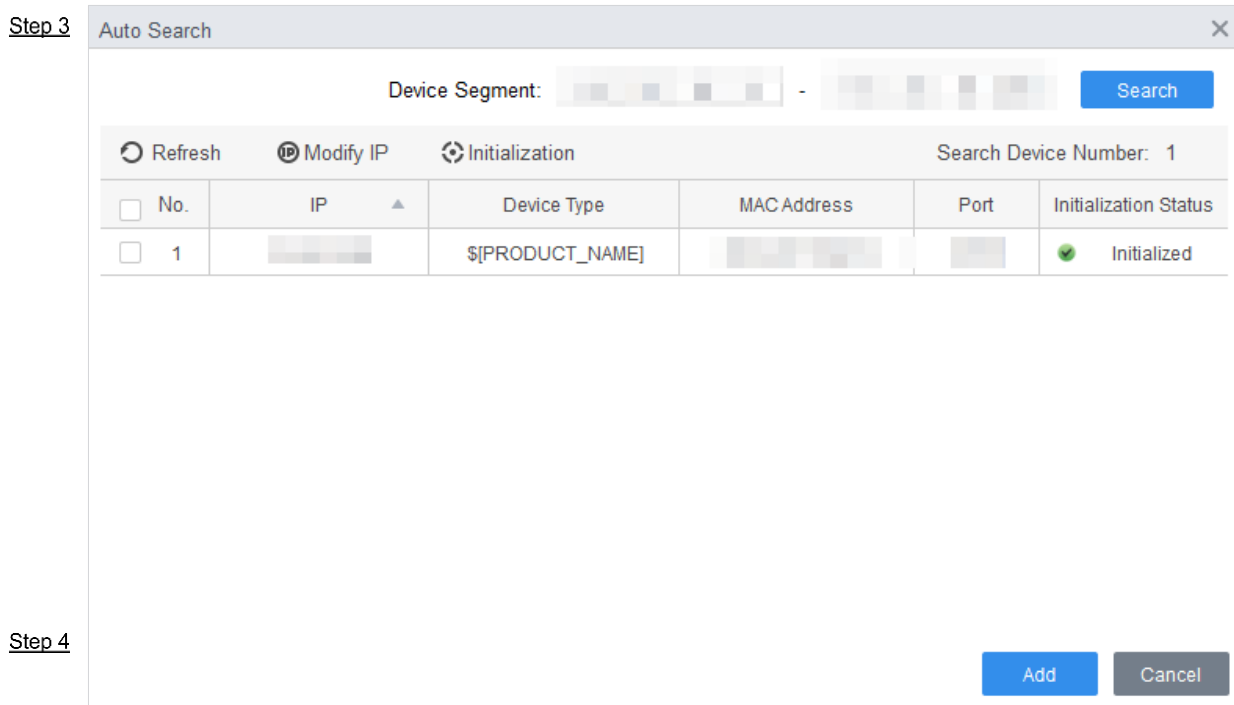 Step 3
Auto Search
Device Segment: - Search
Refresh Modify IP Initialization Search Device Number: 1
No. IP Device Type MAC Address Port Initialization Status
1 $[PRODUCT_NAME] Initialized
Step 4
Add Cancel